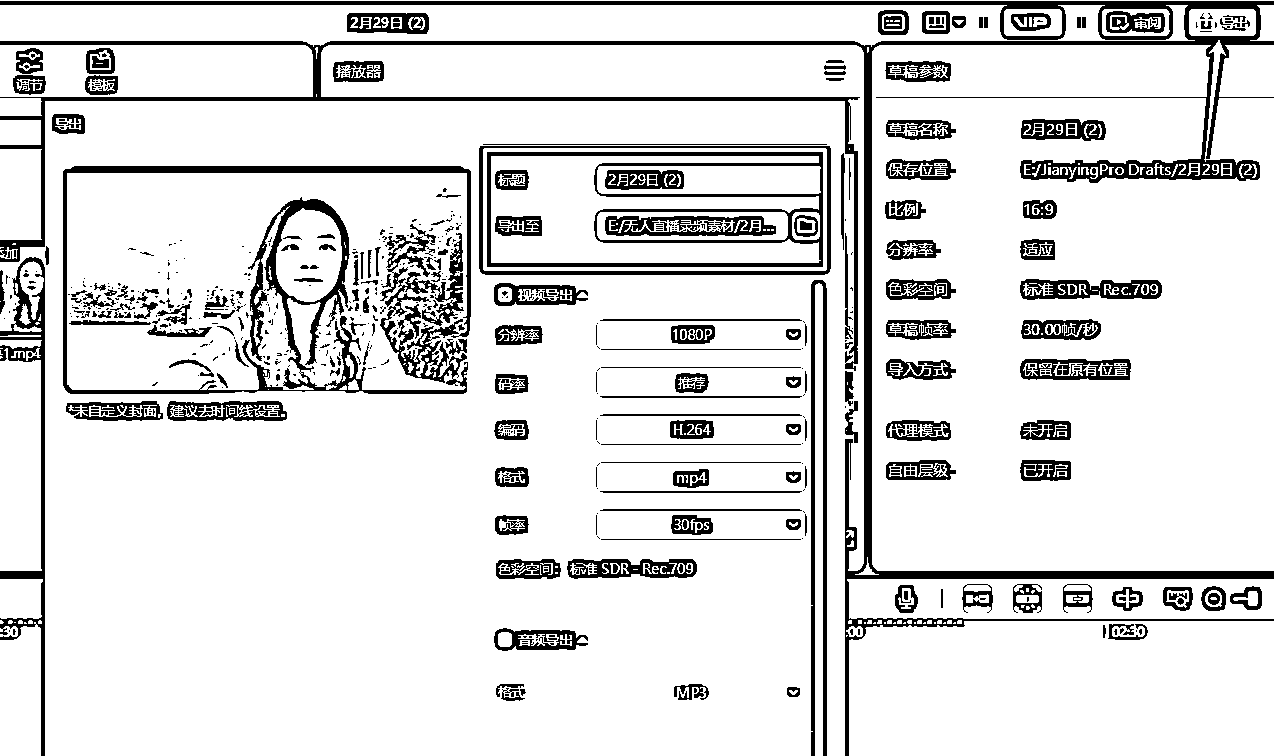 2月29日 (2)
VIP
审阅
导出
调节
模板
播放器
草稿参数
导出
标题
2月29日 (2)
导出至
E:/无人直播录频素材/2月...
视频导出
分辨率
1080P
码率
推荐
编码
H.264
格式
mp4
帧率
30fps
色彩空间: 标准 SDR - Rec.709
音频导出
格式
MP3
*未自定义封面，建议去时间线设置。
草稿名称:
2月29日 (2)
保存位置:
E:/JianyingPro Drafts/2月29日 (2)
比例:
16:9
分辨率:
适应
色彩空间:
标准 SDR - Rec.709
草稿帧率:
30.00帧/秒
导入方式:
保留在原有位置
代理模式:
未开启
自由层级:
已开启
02:30